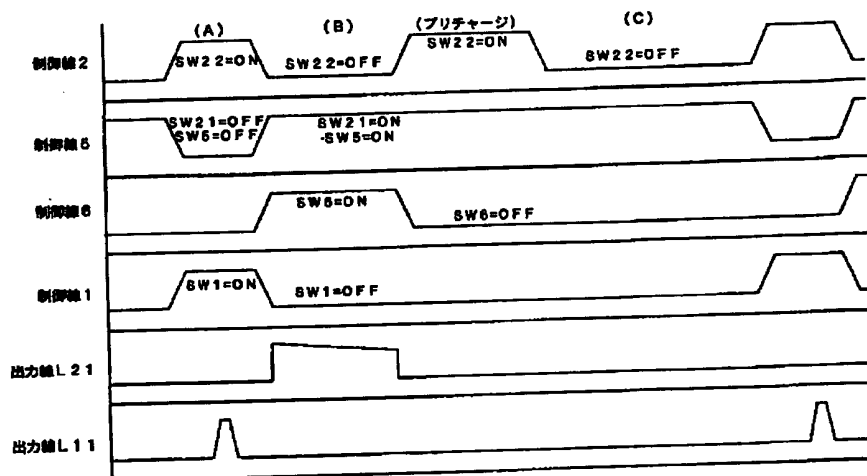 (A) (B) (プリチャージ) (C)
制御線2 SW22=ON SW22=OFF SW22=ON SW22=OFF
制御線5 SW21=OFF SW5=OFF SW21=ON SW5=ON
制御線6 SW6=ON SW6=OFF
制御線1 SW1=ON SW1=OFF
出力線L21
出力線L11